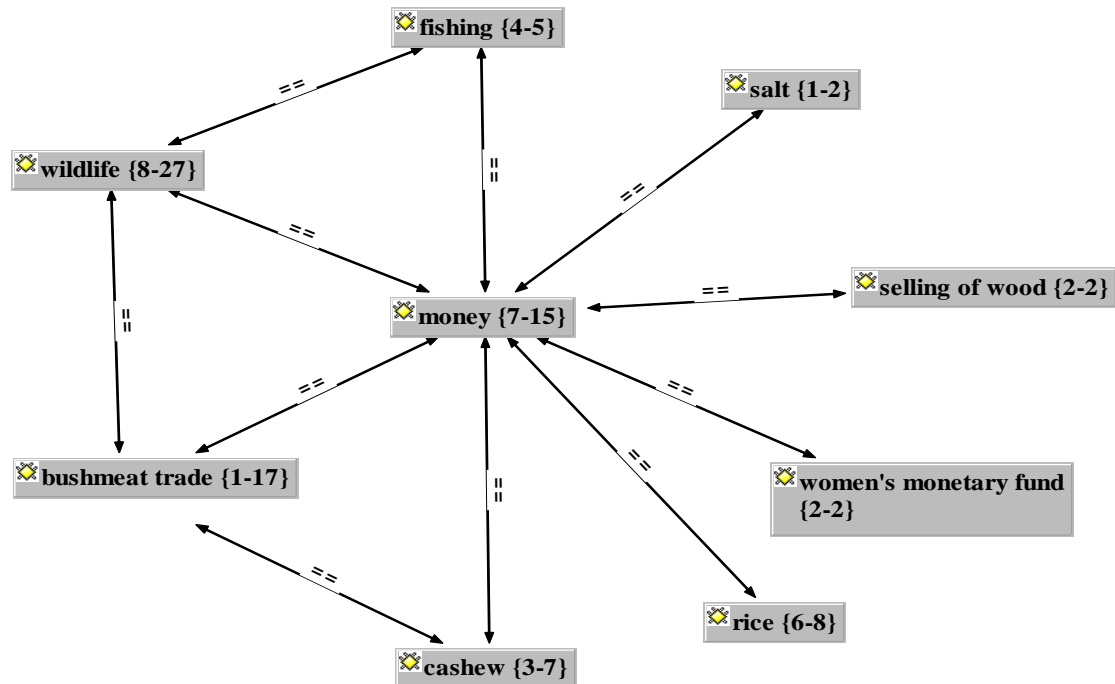 fishing {4-5}
salt {1-2}
==
wildlife {8-27}
==
==
==
selling of wood {2-2}
==
money {7-15}
==
==
==
bushmeat trade {1-17}
==
==
women's monetary fund
{2-2}
==
rice {6-8}
cashew {3-7}